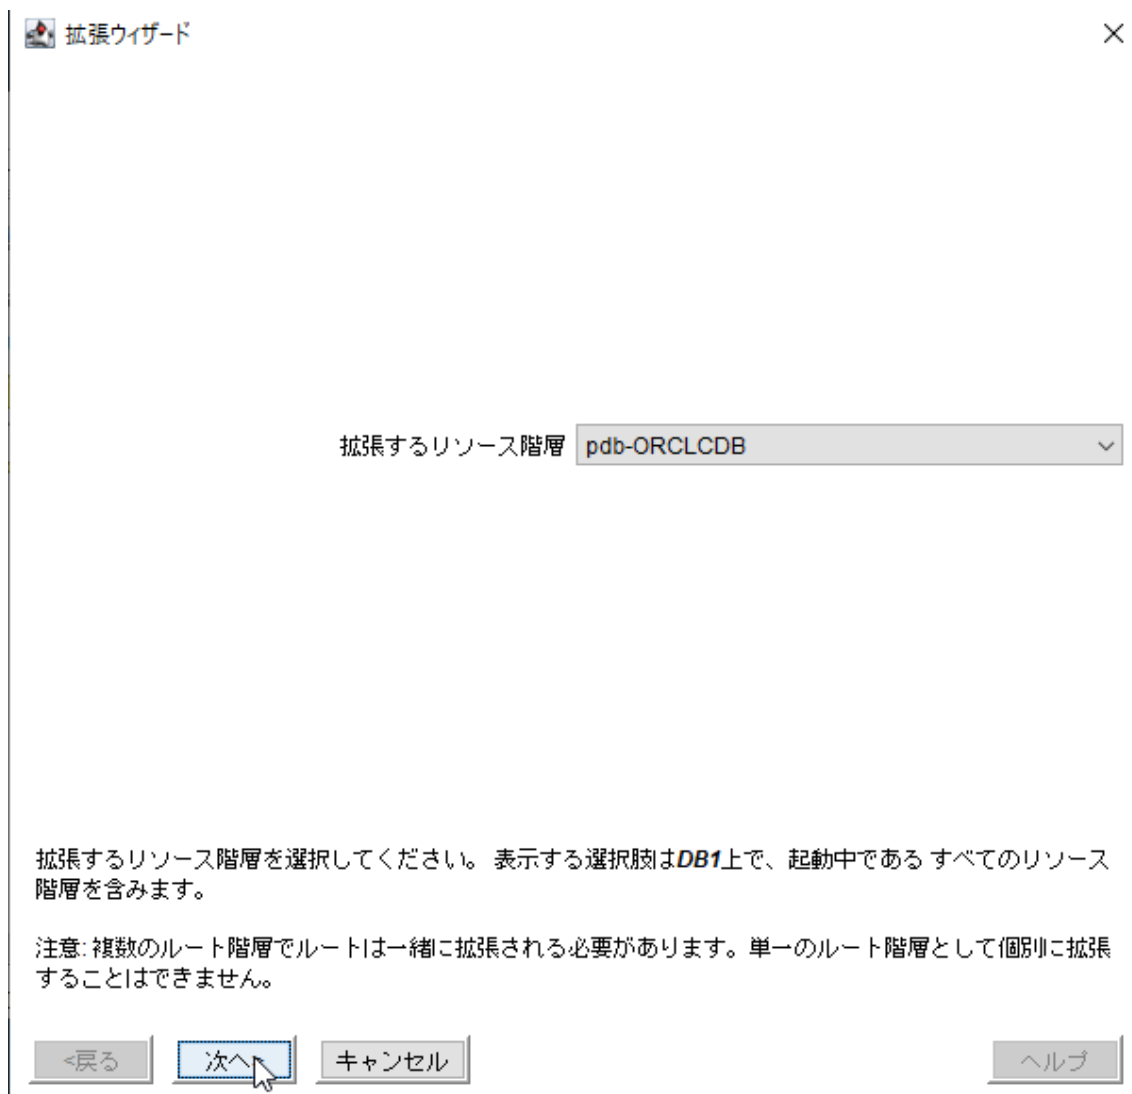 拡張ウィザード
拡張するリソース階層 pdb-ORCLCDB
拡張するリソース階層を選択してください。 表示する選択肢はDB1上で、起動中である すべてのリソース
階層を含みます。
注意: 複数のルート階層でルートは一緒に拡張される必要があります。単一のルート階層として個別に拡張
することはできません。
<戻る 次へ> キャンセル ヘルプ